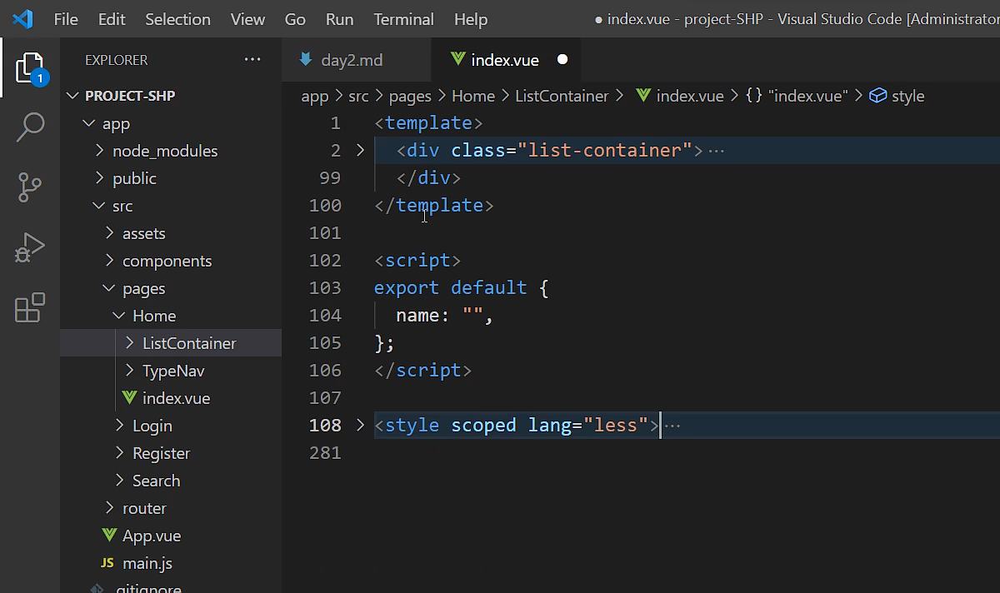 File Edit Selection View Go Run Terminal Help ● index.vue - project-SHP - Visual Studio Code [Administrator
EXPLORER ···
day2.md
index.vue ●
1
PROJECT-SHP
app
node_modules
public
src
assets
components
pages
Home
ListContainer
TypeNav
index.vue
Login
Register
Search
router
App.vue
JS main.js
.gitignore
app > src > pages > Home > ListContainer > index.vue > {} "index.vue" > style
1 <template>
2 > <div class="list-container">···
99 </div>
100 </template>
101
102 <script>
103 export default {
104 name: "",
105 };
106 </script>
107
108 > <style scoped lang="less">···
281